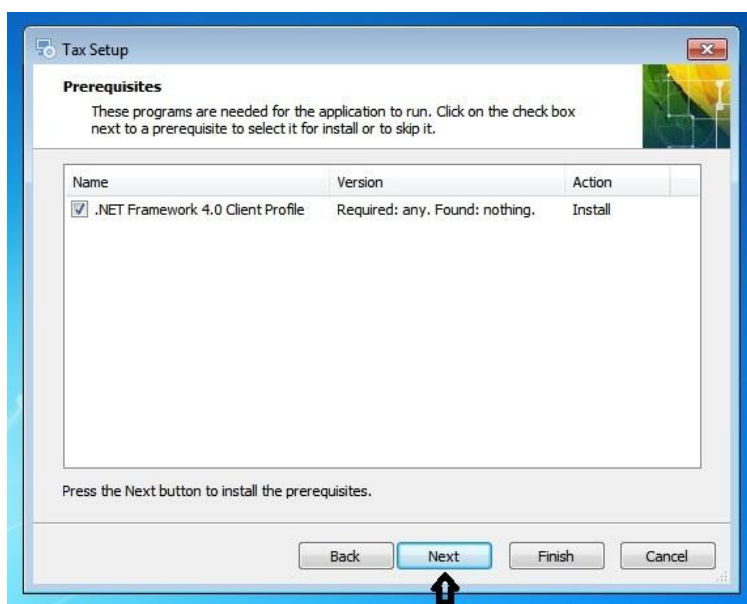 Tax Setup
Prerequisites
These programs are needed for the application to run. Click on the check box
next to a prerequisite to select it for install or to skip it.
Name Version Action
.NET Framework 4.0 Client Profile Required: any. Found: nothing. Install
Press the Next button to install the prerequisites.
Back Next Finish Cancel